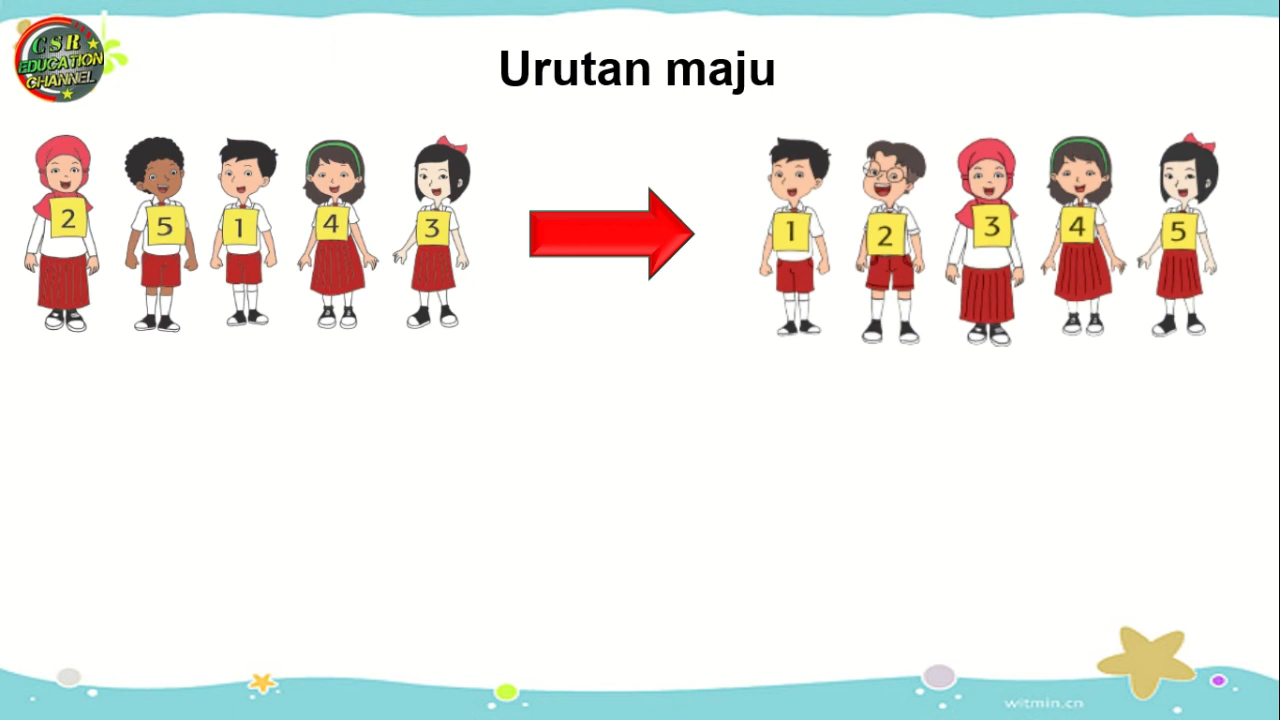 CSR
EDUCATION
CHANNEL
Urutan maju
2 5 1 4 3
1 2 3 4 5
witmin.cn